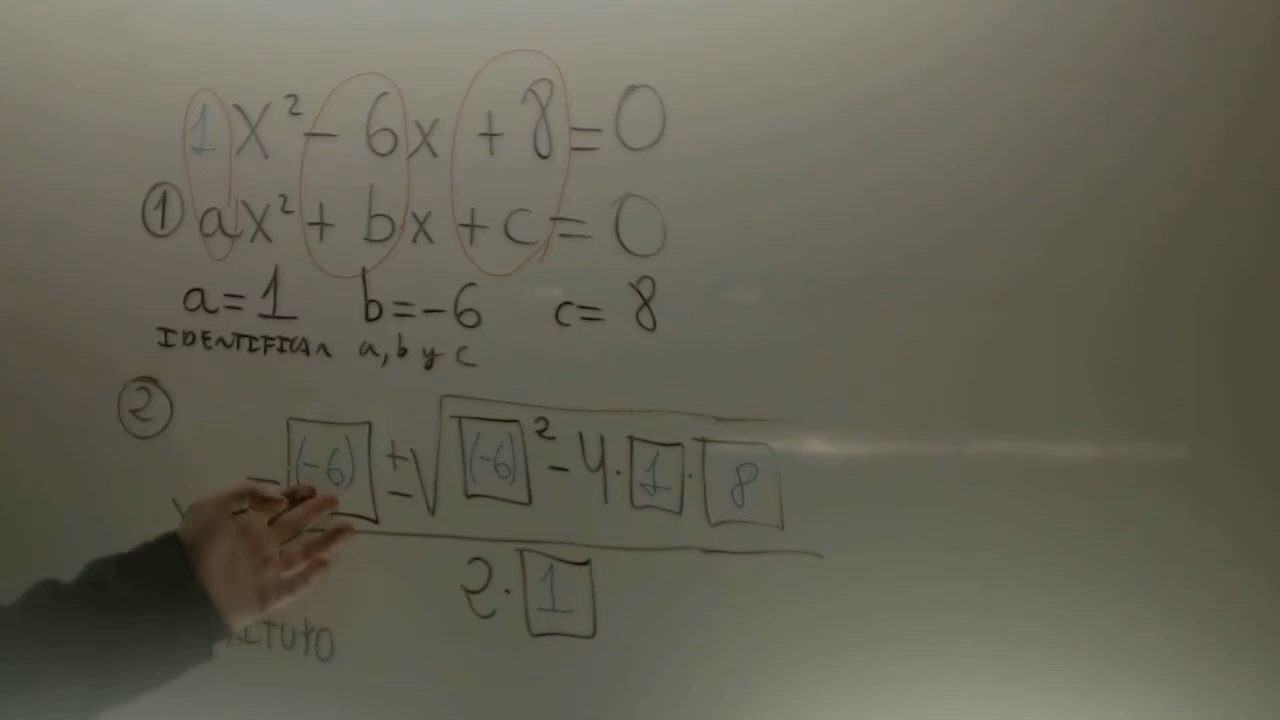 1x² - 6x + 8 = 0
① ax² + bx + c = 0
a = 1 b = -6 c = 8
IDENTIFICAR a, b y c
②
- (-6) ± √ (-6)² - 4 · 1 · 8
2 · 1